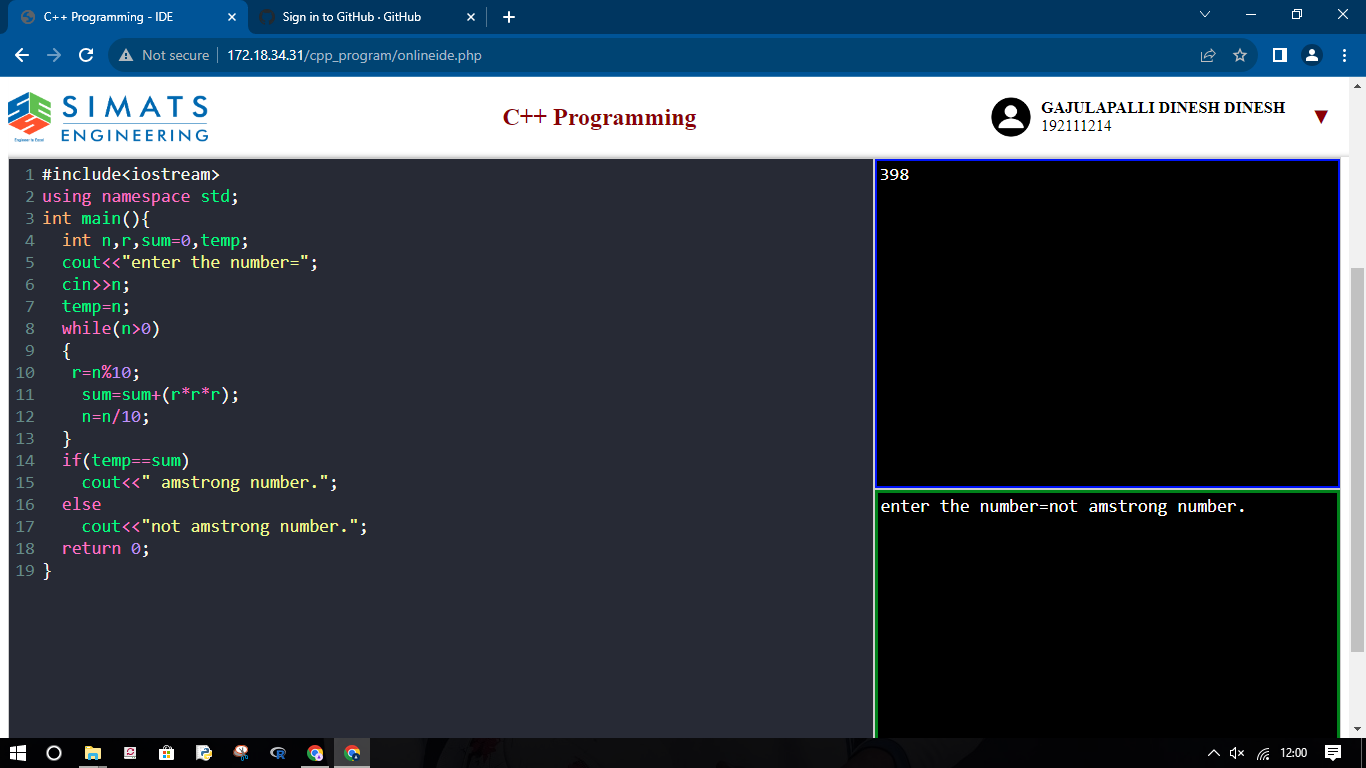 C++ Programming - IDE
Sign in to GitHub · GitHub
Not secure
172.18.34.31/cpp_program/onlineide.php
SIMATS
ENGINEERING
Engineer to Excel
C++ Programming
GAJULAPALLI DINESH DINESH
192111214
1 #include<iostream>
2 using namespace std;
3 int main(){
4 int n,r,sum=0,temp;
5 cout<<"enter the number=";
6 cin>>n;
7 temp=n;
8 while(n>0)
9 {
10 r=n%10;
11 sum=sum+(r*r*r);
12 n=n/10;
13 }
14 if(temp==sum)
15 cout<<" amstrong number.";
16 else
17 cout<<"not amstrong number.";
18 return 0;
19 }
398
enter the number=not amstrong number.
12:00